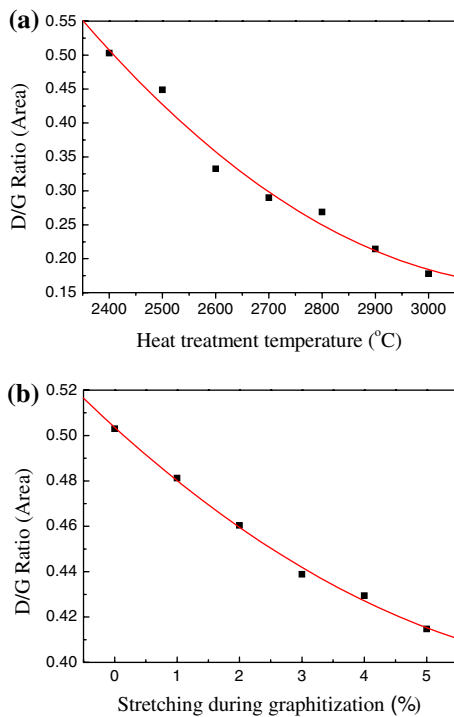 (a)
0.55
0.50
0.45
0.40
0.35
0.30
0.25
0.20
0.15
D/G Ratio (Area)
2400 2500 2600 2700 2800 2900 3000
Heat treatment temperature (°C)
(b)
0.52
0.50
0.48
0.46
0.44
0.42
0.40
D/G Ratio (Area)
0 1 2 3 4 5
Stretching during graphitization (%)